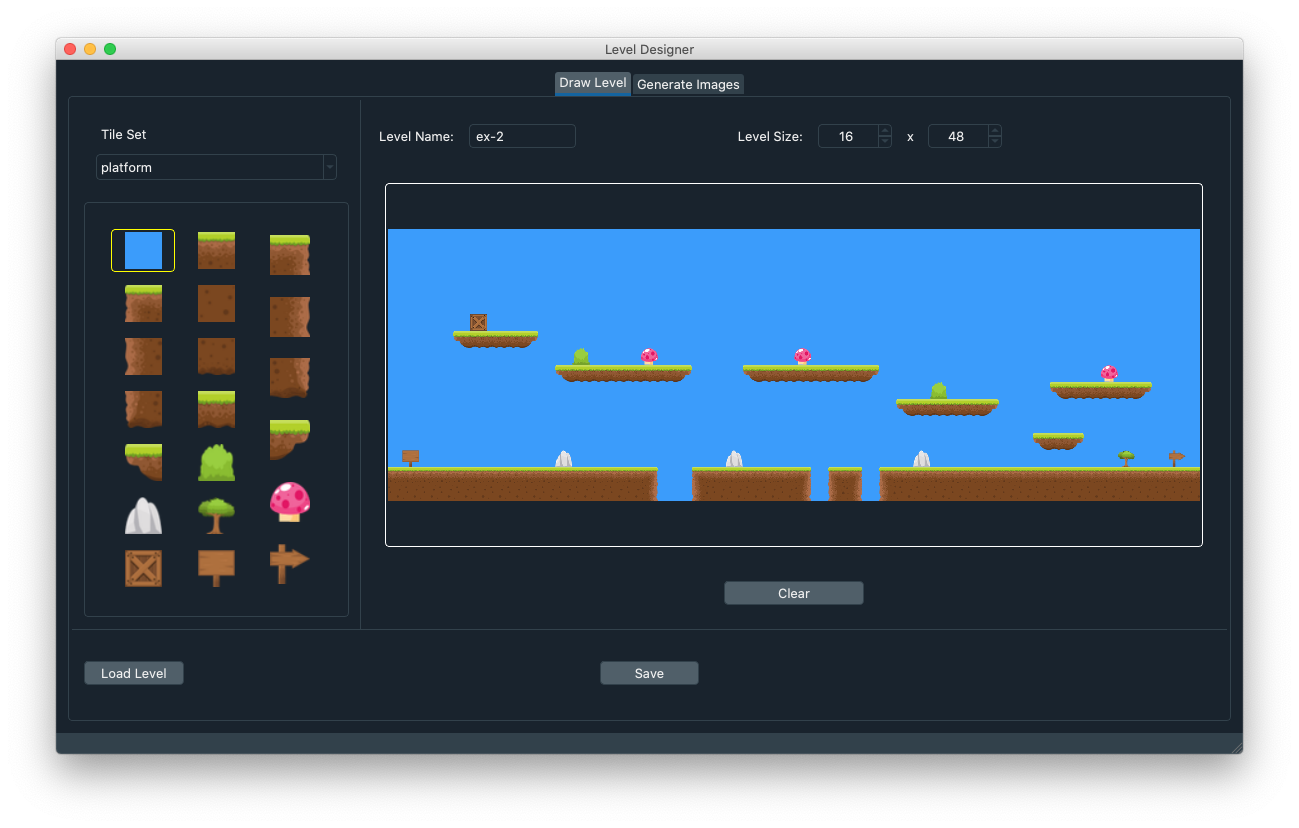 Level Designer
Draw Level Generate Images
Tile Set
platform
Level Name: ex-2 Level Size: 16 x 48
Clear
Load Level Save